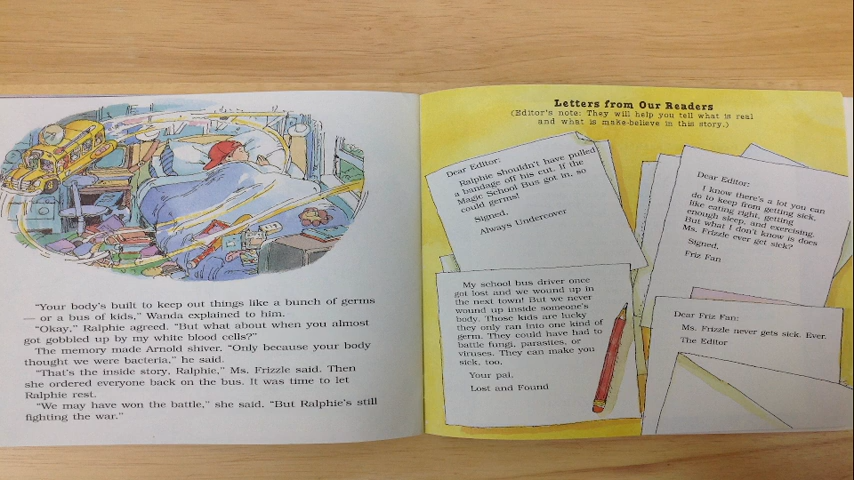 "Your body's built to keep out things like a bunch of germs
— or a bus of kids," Wanda explained to him.
"Okay," Ralphie agreed. "But what about when you almost
got gobbled up by my white blood cells?"
The memory made Arnold shiver. "Only because your body
thought we were bacteria," he said.
"That's the inside story, Ralphie," Ms. Frizzle said. Then
she ordered everyone back on the bus. It was time to let
Ralphie rest.
"We may have won the battle," she said. "But Ralphie's still
fighting the war."
Letters from Our Readers
(Editor's note: They will help you tell what is real
and what is make-believe in this story.)
Dear Editor:
Ralphie shouldn't have pulled
a bandage off his cut. If the
Magic School Bus got in, so
could germs!
Signed,
Always Undercover
My school bus driver once
got lost and we wound up in
the next town! But we never
wound up inside someone's
body. Those kids are lucky
they only ran into one kind of
germ. They could have had to
battle fungi, parasites, or
viruses. They can make you
sick, too.
Your pal,
Lost and Found
Dear Editor:
I know there's a lot you can
do to keep from getting sick,
like eating right, getting
enough sleep, and exercising.
But what I don't know is does
Ms. Frizzle ever get sick?
Signed,
Friz Fan
Dear Friz Fan:
Ms. Frizzle never gets sick. Ever.
The Editor